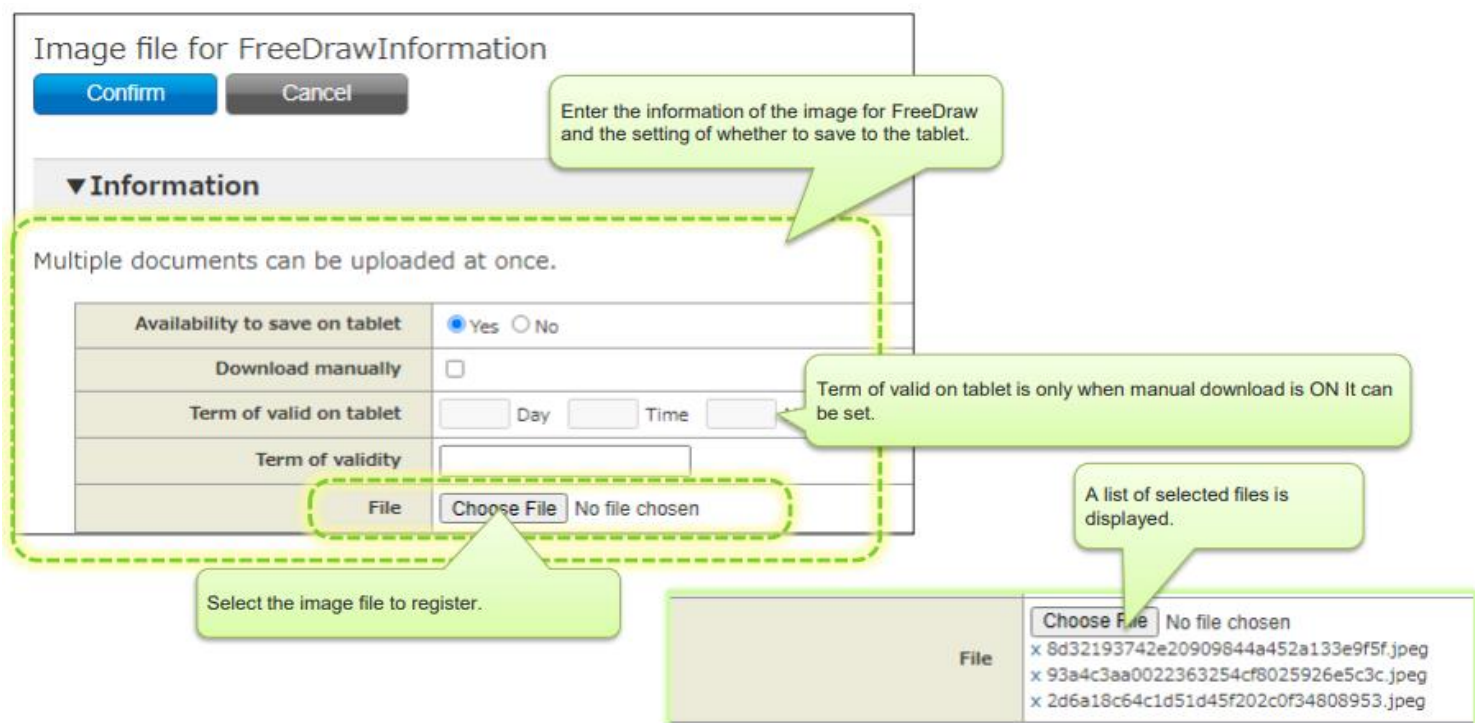 Image file for FreeDrawInformation
Confirm Cancel
Enter the information of the image for FreeDraw
and the setting of whether to save to the tablet.
▼Information
Multiple documents can be uploaded at once.
Availability to save on tablet Yes No
Download manually
Term of valid on tablet Day Time
Term of valid on tablet is only when manual download is ON It can
be set.
Term of validity
File Choose File No file chosen
Select the image file to register.
A list of selected files is
displayed.
File
Choose File No file chosen
x 8d32193742e20909844a452a133e9f5f.jpeg
x 93a4c3aa0022363254cf8025926e5c3c.jpeg
x 2d6a18c64c1d51d45f202c0f34808953.jpeg